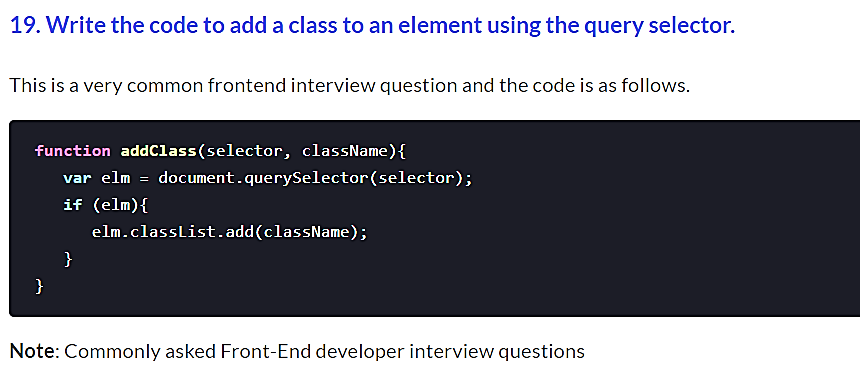 19. Write the code to add a class to an element using the query selector.
This is a very common frontend interview question and the code is as follows.
function addClass(selector, className){
   var elm = document.querySelector(selector);
   if (elm){
      elm.classList.add(className);
   }
}
Note: Commonly asked Front-End developer interview questions